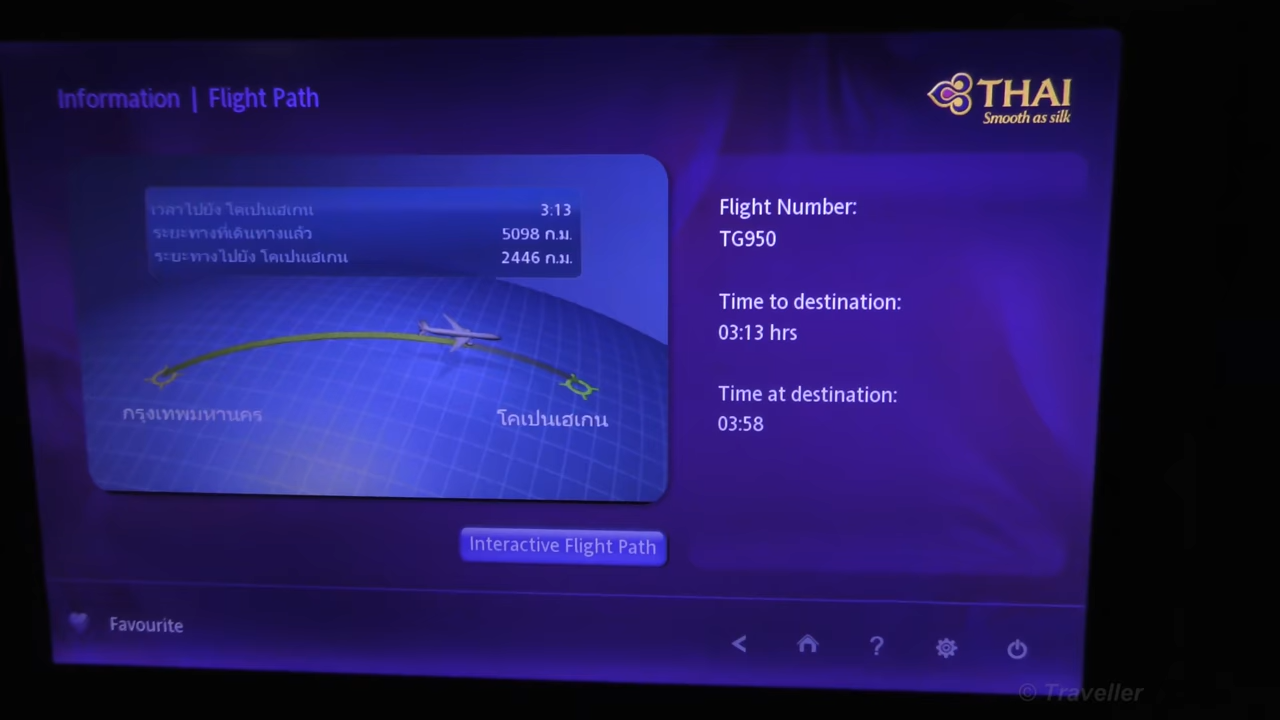 Information | Flight Path
THAI
Smooth as silk
เวลาไปยัง โคเปนเฮเกน 3:13
ระยะทางที่เดินทางแล้ว 5098 ก.ม.
ระยะทางไปยัง โคเปนเฮเกน 2446 ก.ม.
กรุงเทพมหานคร
โคเปนเฮเกน
Flight Number:
TG950
Time to destination:
03:13 hrs
Time at destination:
03:58
Interactive Flight Path
Favourite
?
© Traveller